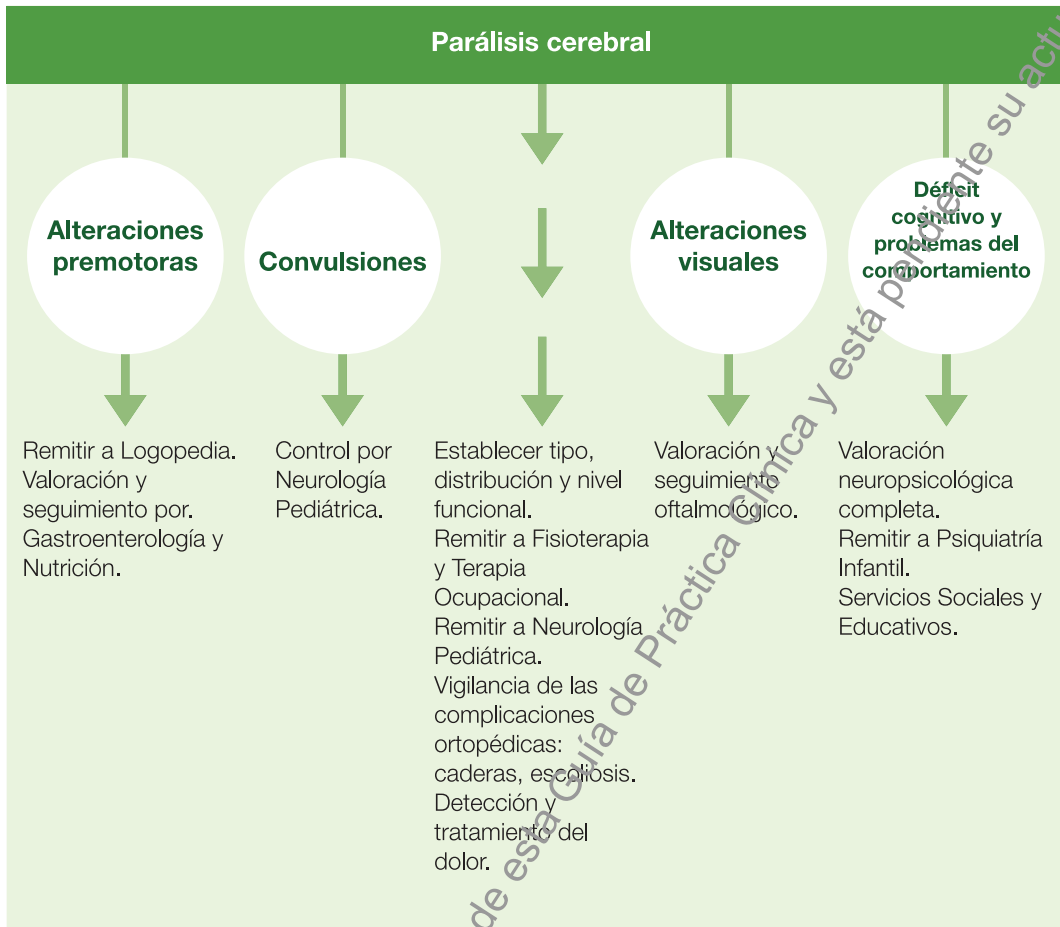 Parálisis cerebral
Alteraciones
premotoras
Convulsiones
Alteraciones
visuales
Déficit
cognitivo y
problemas del
comportamiento
Remitir a Logopedia.
Valoración y
seguimiento por.
Gastroenterología y
Nutrición.
Control por
Neurología
Pediátrica.
Establecer tipo,
distribución y nivel
funcional.
Remitir a Fisioterapia
y Terapia
Ocupacional.
Remitir a Neurología
Pediátrica.
Vigilancia de las
complicaciones
ortopédicas:
caderas, escoliosis.
Detección y
tratamiento del
dolor.
Valoración y
seguimiento
oftalmológico.
Valoración
neuropsicológica
completa.
Remitir a Psiquiatría
Infantil.
Servicios Sociales y
Educativos.
de esta Guía de Práctica Clínica y está pendiente su actu